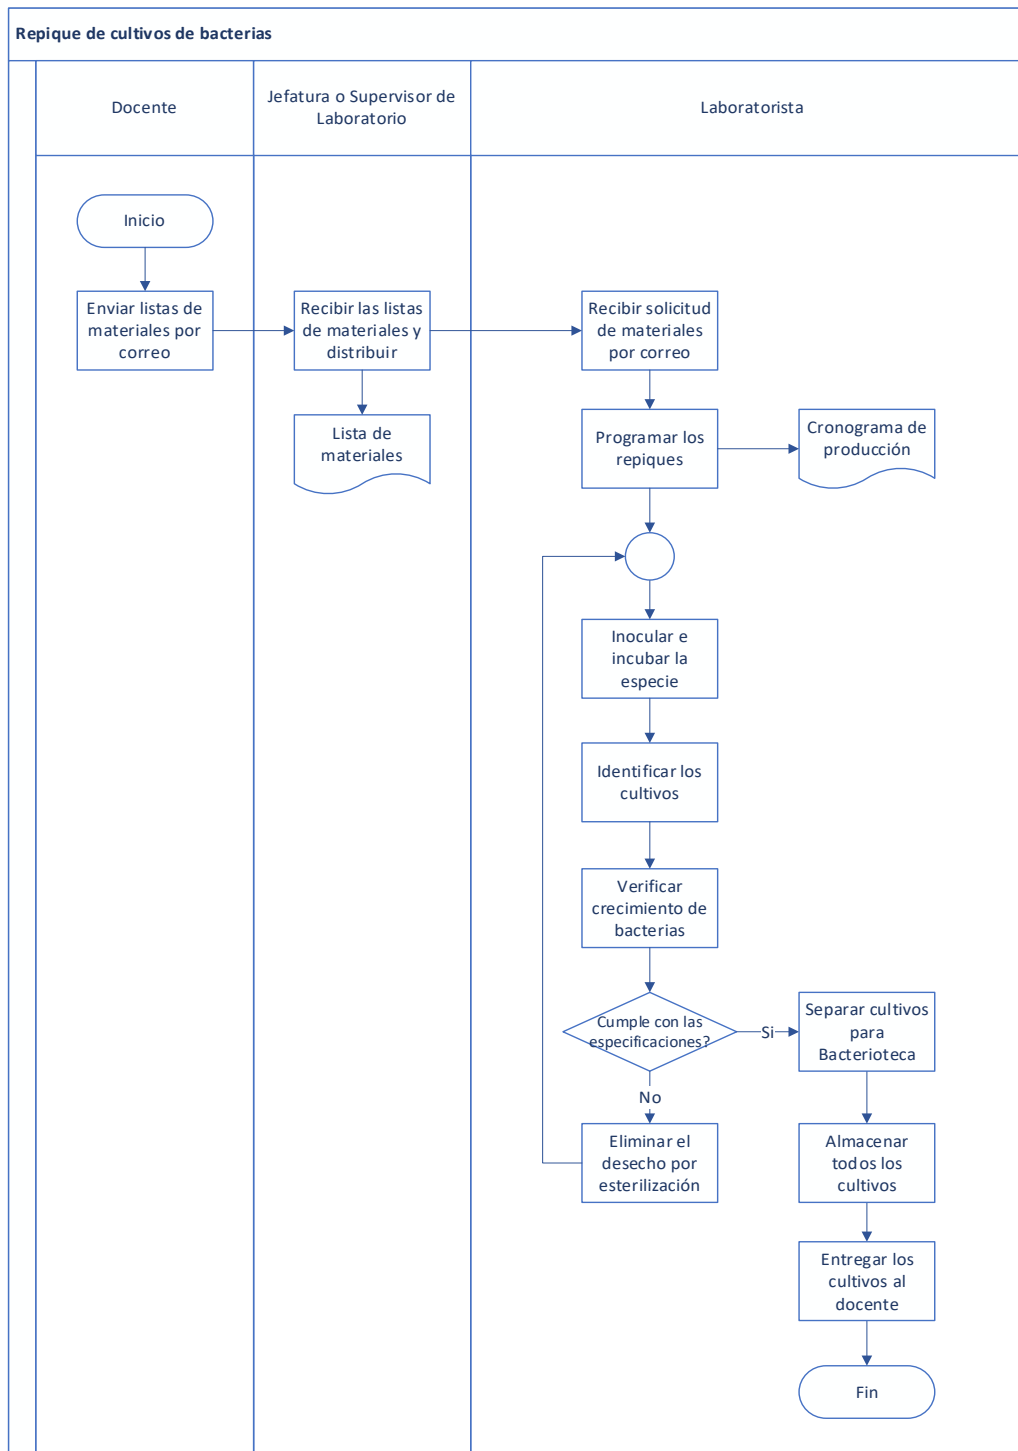 Repique de cultivos de bacterias
Docente
Jefatura o Supervisor de
Laboratorio
Laboratorista
Inicio
Enviar listas de
materiales por
correo
Recibir las listas
de materiales y
distribuir
Recibir solicitud
de materiales
por correo
Lista de
materiales
Programar los
repiques
Cronograma de
producción
Inocular e
incubar la
especie
Identificar los
cultivos
Verificar
crecimiento de
bacterias
Cumple con las
especificaciones?
Si
Separar cultivos
para
Bacterioteca
No
Eliminar el
desecho por
esterilización
Almacenar
todos los
cultivos
Entregar los
cultivos al
docente
Fin